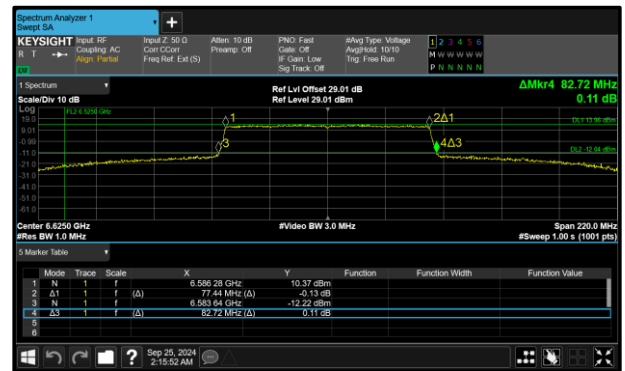 Spectrum Analyzer 1
Swept SA
+
KEYSIGHT Input: RF Input Z: 50 Ω Atten: 10 dB PNO: Fast #Avg Type: Voltage 1 2 3 4 5 6
R T Coupling: AC Corr CCorr Preamp: Off Gate: Off Avg|Hold: 10/10 M W W W W W
Align: Partial Freq Ref: Ext (S) IF Gain: Low Trig: Free Run
Sig Track: Off P N N N N N
1 Spectrum Ref Lvl Offset 29.01 dB ΔMkr4 82.72 MHz
Scale/Div 10 dB Ref Level 29.01 dBm 0.11 dB
Log
FL2 6.5250 GHz
19.0 1 2Δ1 DL1 13.96 dBm
9.01
-0.99 3 4Δ3
-11.0 DL2 -12.04 dBm
-21.0
-31.0
-41.0
-51.0
-61.0
Center 6.6250 GHz #Video BW 3.0 MHz Span 220.0 MHz
#Res BW 1.0 MHz #Sweep 1.00 s (1001 pts)
5 Marker Table
Mode Trace Scale X Y Function Function Width Function Value
1 N 1 f 6.586 28 GHz 10.37 dBm
2 Δ1 1 f (Δ) 77.44 MHz (Δ) -0.13 dB
3 N 1 f 6.583 64 GHz -12.22 dBm
4 Δ3 1 f (Δ) 82.72 MHz (Δ) 0.11 dB
5
6
? Sep 25, 2024
2:15:52 AM